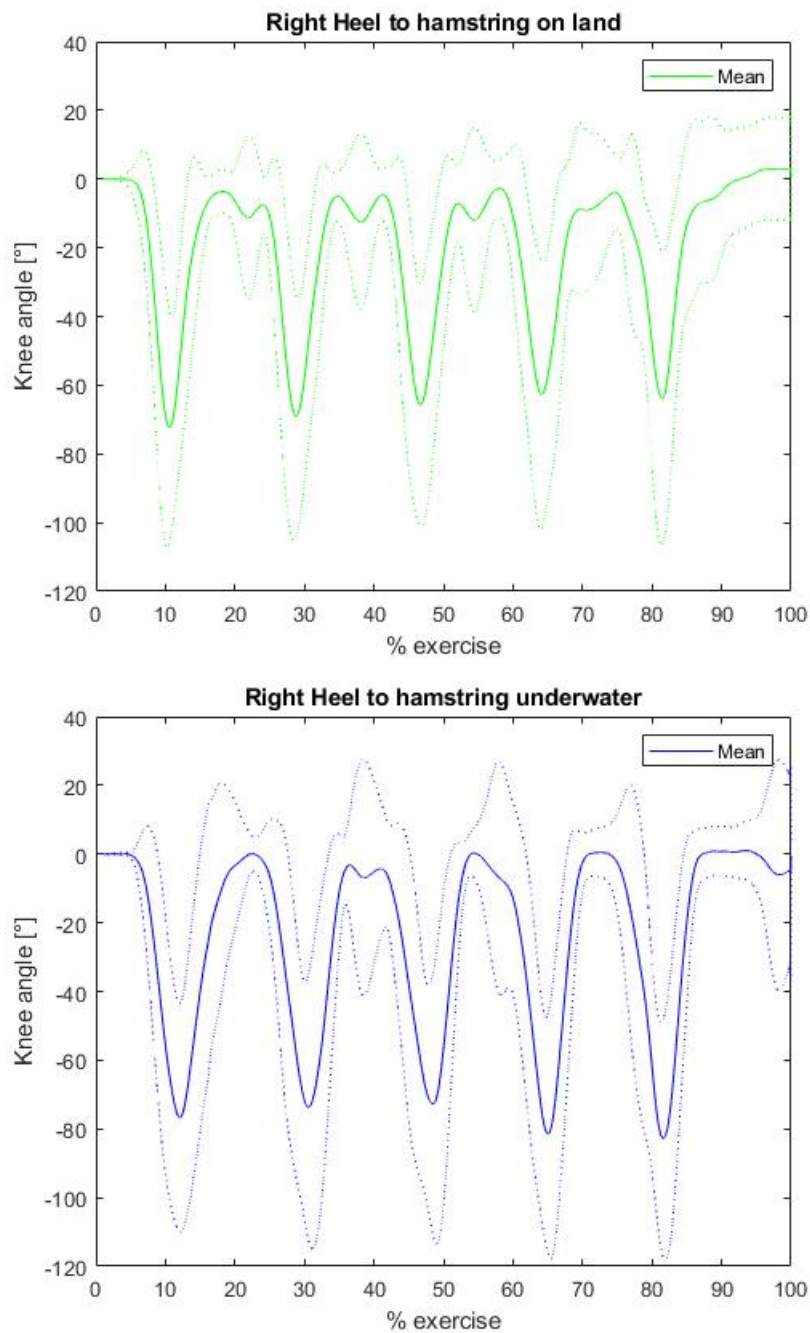 Right Heel to hamstring on land
Mean
40
20
0
-20
-40
-60
-80
-100
-120
Knee angle [°]
0 10 20 30 40 50 60 70 80 90 100
% exercise
Right Heel to hamstring underwater
Mean
40
20
0
-20
-40
-60
-80
-100
-120
Knee angle [°]
0 10 20 30 40 50 60 70 80 90 100
% exercise